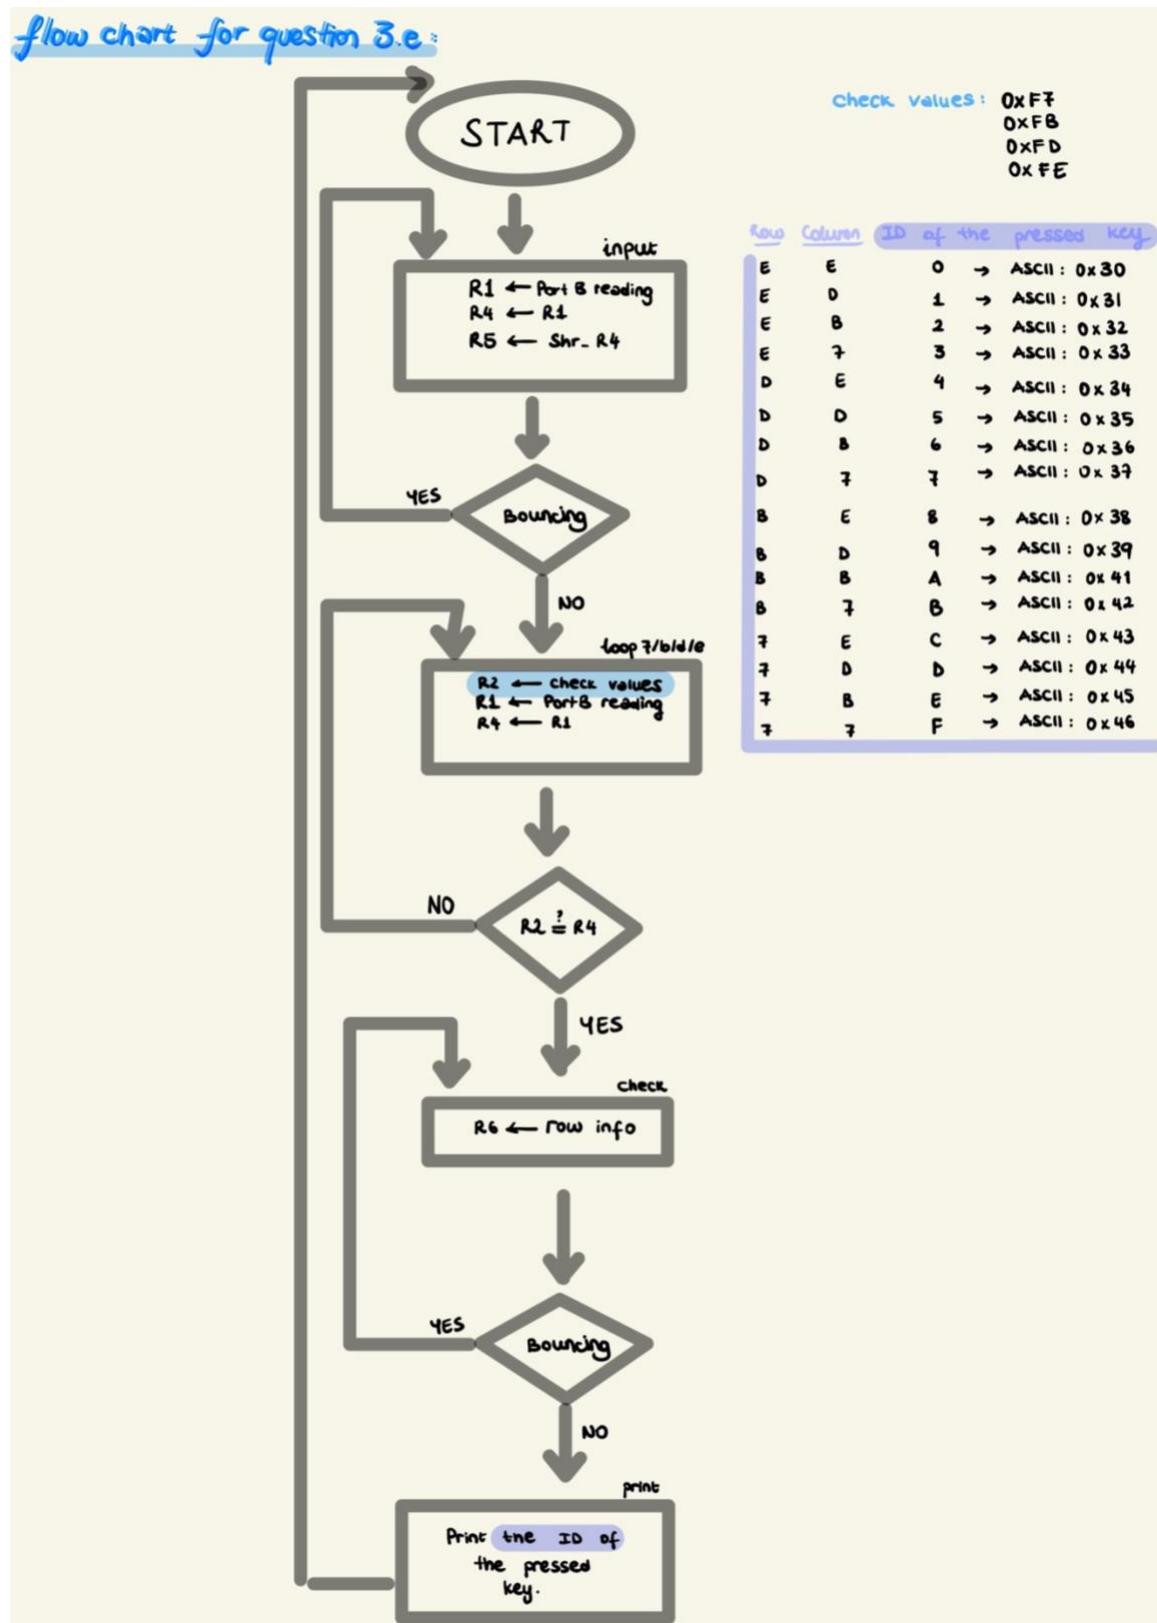 flow chart for question 3.e :
START
input
R1 ← Port B reading
R4 ← R1
R5 ← Shr_ R4
Bouncing
YES
NO
loop 7/b/d/e
R2 ← check values
R1 ← Port B reading
R4 ← R1
R2 ?= R4
NO
YES
check
R6 ← row info
Bouncing
YES
NO
print
Print the ID of
the pressed
key.
check values : 0xF7
0xFB
0xFD
0xFE
Row Column ID of the pressed key
E E 0 → ASCII : 0x30
E D 1 → ASCII : 0x31
E B 2 → ASCII : 0x32
E 7 3 → ASCII : 0x33
D E 4 → ASCII : 0x34
D D 5 → ASCII : 0x35
D B 6 → ASCII : 0x36
D 7 7 → ASCII : 0x37
B E 8 → ASCII : 0x38
B D 9 → ASCII : 0x39
B B A → ASCII : 0x41
B 7 B → ASCII : 0x42
7 E C → ASCII : 0x43
7 D D → ASCII : 0x44
7 B E → ASCII : 0x45
7 7 F → ASCII : 0x46